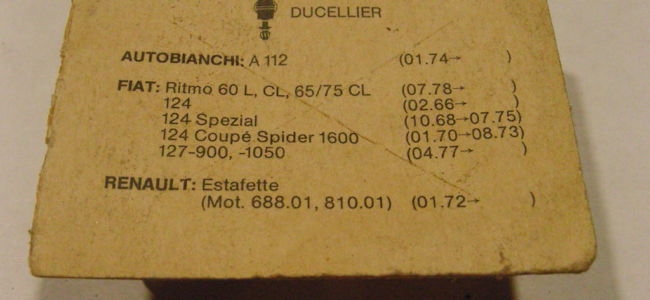 DUCELLIER
AUTOBIANCHI: A 112 (01.74→ )
FIAT: Ritmo 60 L, CL, 65/75 CL (07.78→ )
124 (02.66→ )
124 Spezial (10.68→07.75)
124 Coupé Spider 1600 (01.70→08.73)
127-900, -1050 (04.77→ )
RENAULT: Estafette
(Mot. 688.01, 810.01) (01.72→ )